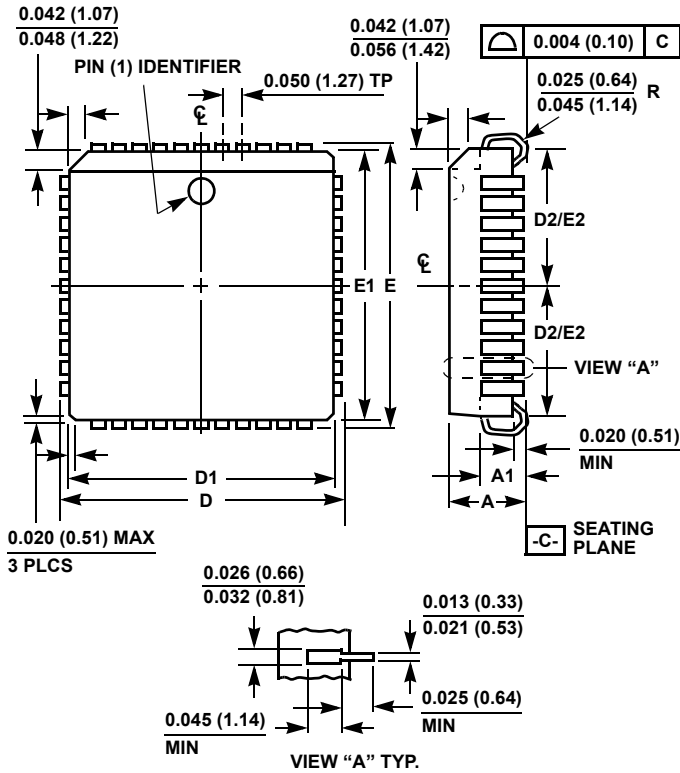 0.042 (1.07)
0.048 (1.22)
PIN (1) IDENTIFIER
0.050 (1.27) TP
℄
0.042 (1.07)
0.056 (1.42)
0.004 (0.10) C
0.025 (0.64)
0.045 (1.14)
R
D2/E2
℄
E1
E
D2/E2
VIEW “A”
0.020 (0.51)
MIN
A1
A
D1
D
0.020 (0.51) MAX
3 PLCS
-C-
SEATING
PLANE
0.026 (0.66)
0.032 (0.81)
0.013 (0.33)
0.021 (0.53)
0.025 (0.64)
MIN
0.045 (1.14)
MIN
VIEW “A” TYP.